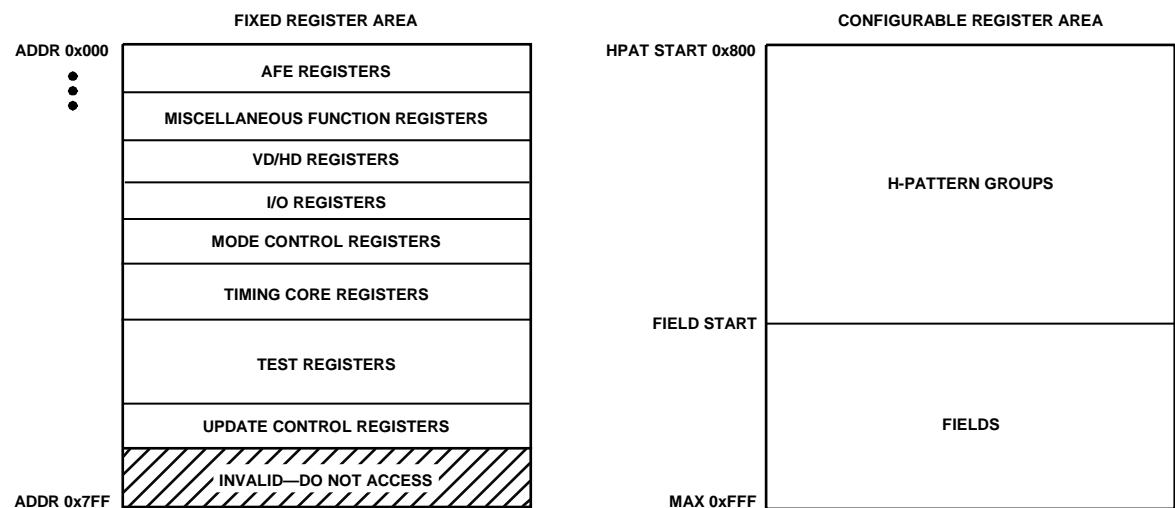 FIXED REGISTER AREA
ADDR 0x000
AFE REGISTERS
MISCELLANEOUS FUNCTION REGISTERS
VD/HD REGISTERS
I/O REGISTERS
MODE CONTROL REGISTERS
TIMING CORE REGISTERS
TEST REGISTERS
UPDATE CONTROL REGISTERS
INVALID—DO NOT ACCESS
ADDR 0x7FF
CONFIGURABLE REGISTER AREA
HPAT START 0x800
H-PATTERN GROUPS
FIELD START
FIELDS
MAX 0xFFF